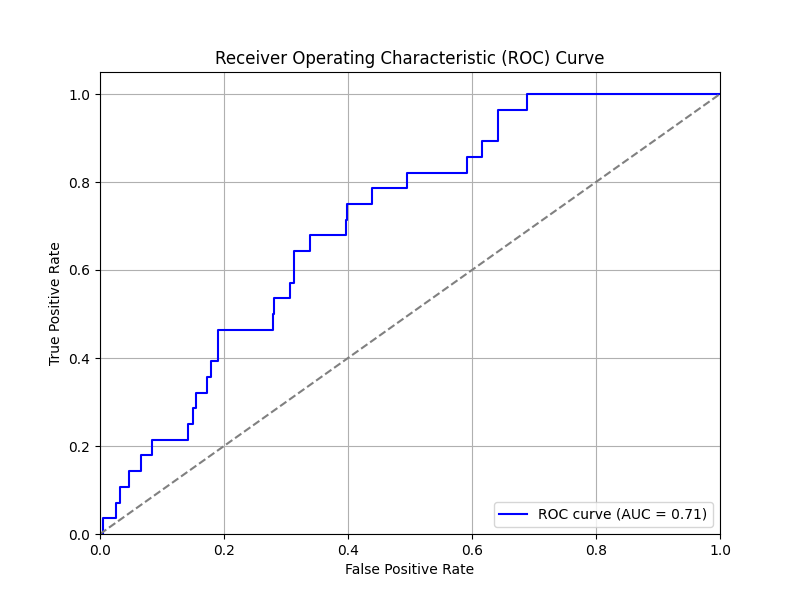 Receiver Operating Characteristic (ROC) Curve
1.0
0.8
0.6
0.4
0.2
0.0
True Positive Rate
ROC curve (AUC = 0.71)
0.0 0.2 0.4 0.6 0.8 1.0
False Positive Rate